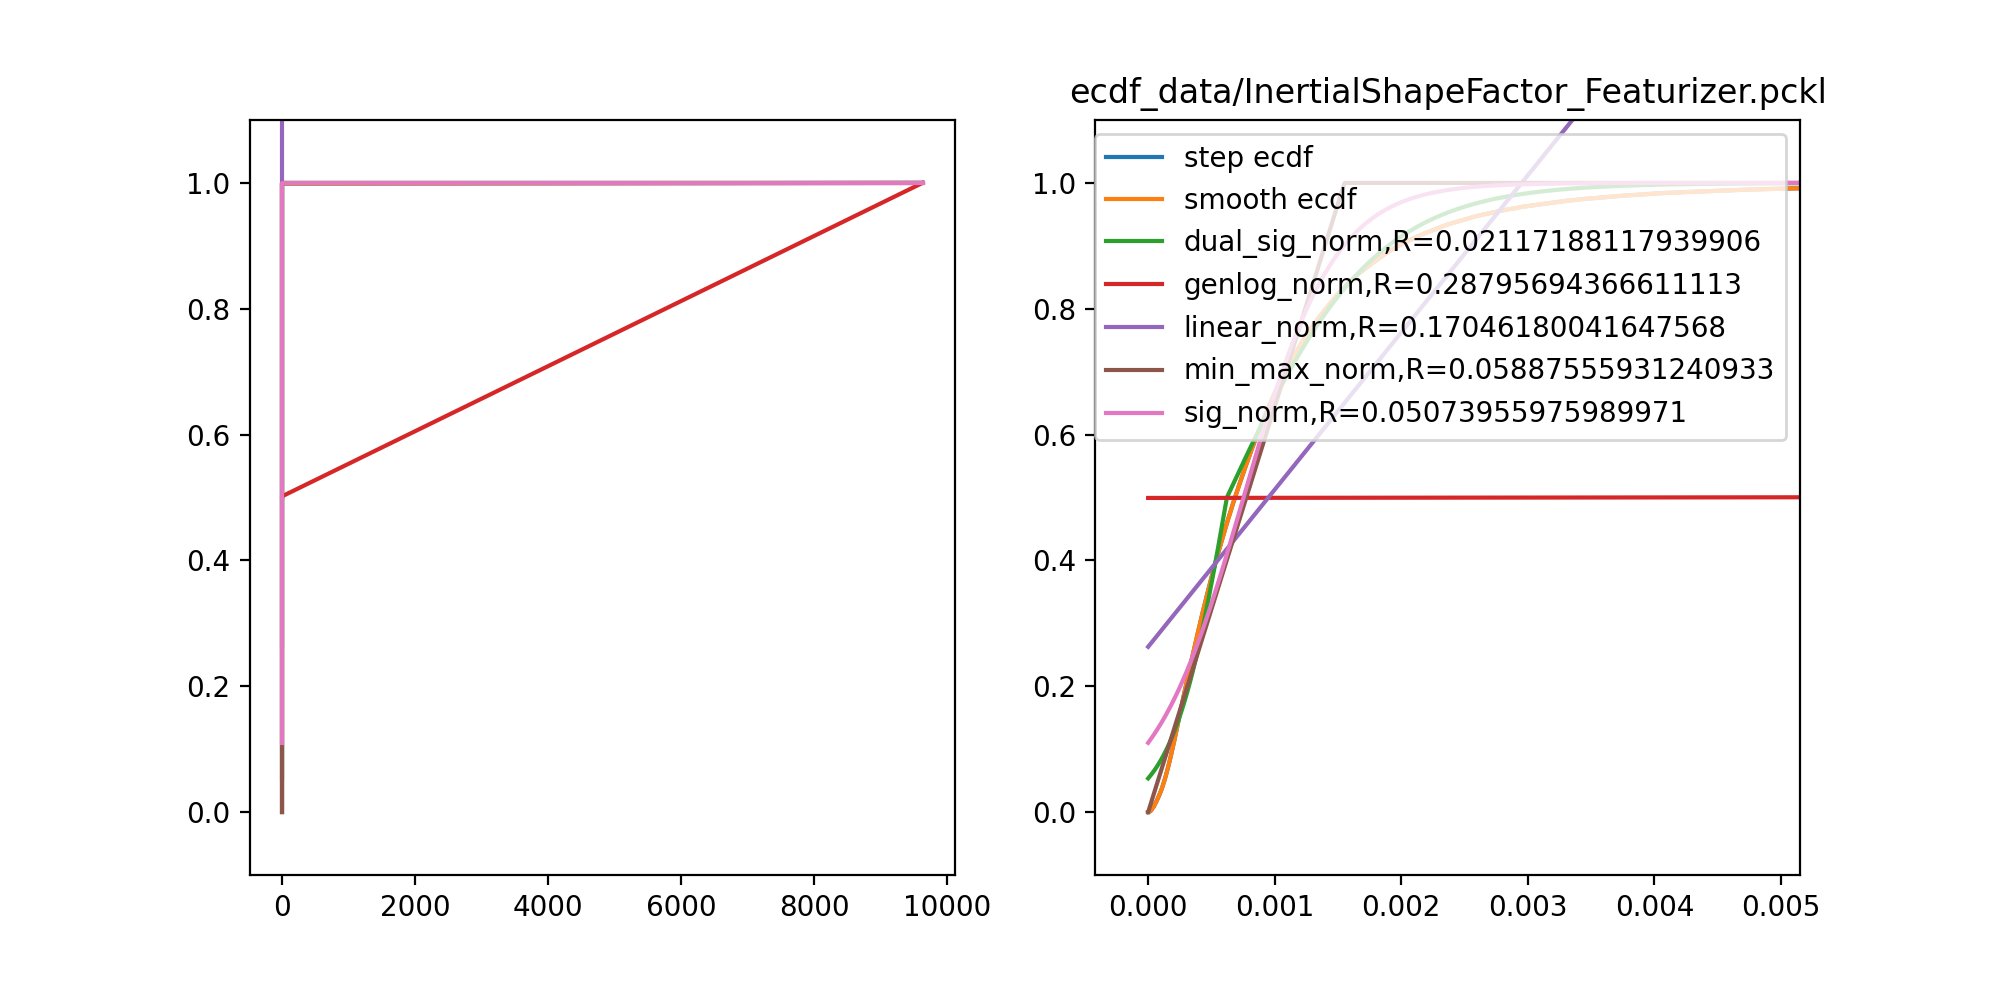 ecdf_data/InertialShapeFactor_Featurizer.pckl
1.0
0.8
0.6
0.4
0.2
0.0
0 2000 4000 6000 8000 10000
1.0
0.8
0.6
0.4
0.2
0.0
step ecdf
smooth ecdf
dual_sig_norm,R=0.02117188117939906
genlog_norm,R=0.28795694366611113
linear_norm,R=0.17046180041647568
min_max_norm,R=0.05887555931240933
sig_norm,R=0.05073955975989971
0.000 0.001 0.002 0.003 0.004 0.005